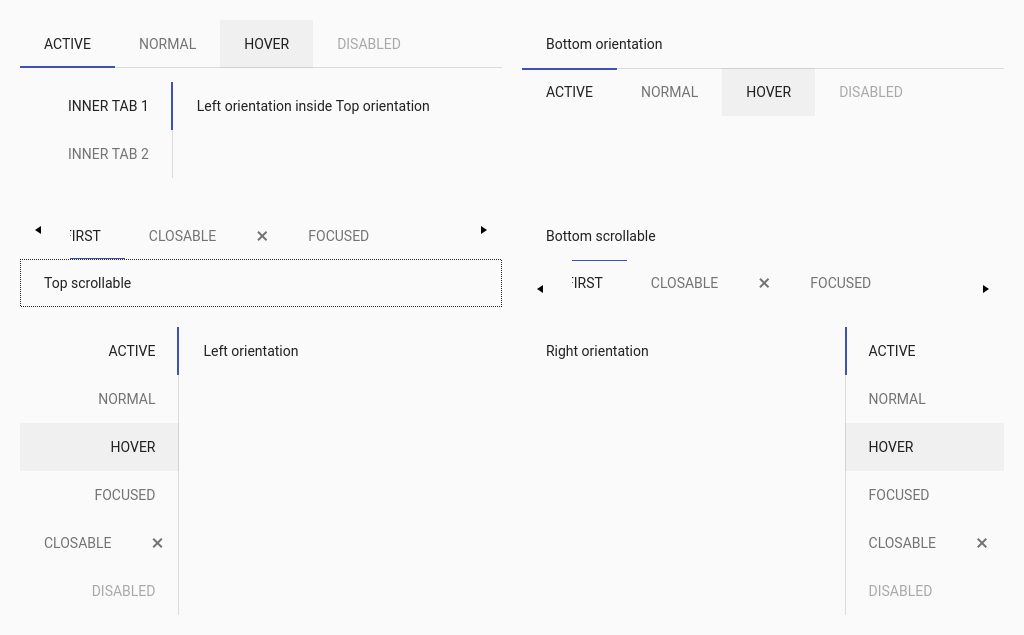 ACTIVE NORMAL HOVER DISABLED
INNER TAB 1 Left orientation inside Top orientation
INNER TAB 2
Bottom orientation
ACTIVE NORMAL HOVER DISABLED
IRST CLOSABLE FOCUSED
Top scrollable
Bottom scrollable
IRST CLOSABLE FOCUSED
ACTIVE Left orientation
NORMAL
HOVER
FOCUSED
CLOSABLE
DISABLED
Right orientation ACTIVE
NORMAL
HOVER
FOCUSED
CLOSABLE
DISABLED